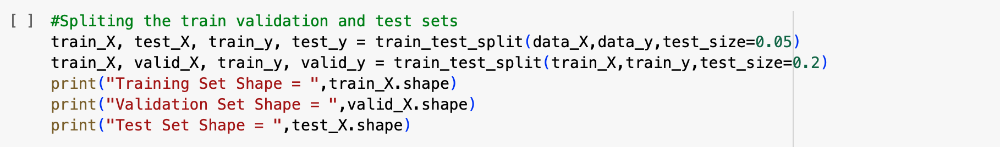 [ ] #Spliting the train validation and test sets
train_X, test_X, train_y, test_y = train_test_split(data_X,data_y,test_size=0.05)
train_X, valid_X, train_y, valid_y = train_test_split(train_X,train_y,test_size=0.2)
print("Training Set Shape = ",train_X.shape)
print("Validation Set Shape = ",valid_X.shape)
print("Test Set Shape = ",test_X.shape)